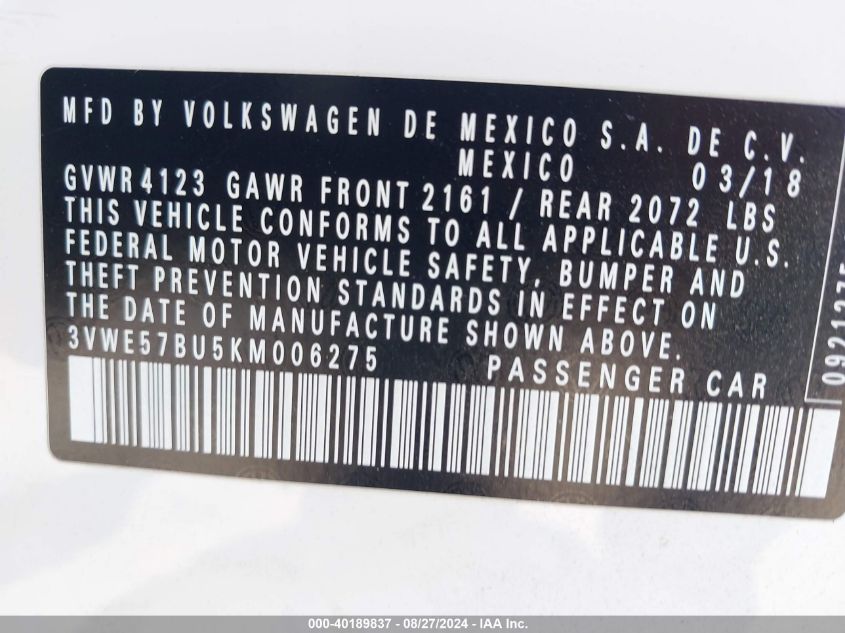 MFD BY VOLKSWAGEN DE MEXICO S.A. DE C.V.
MEXICO 03/18
GVWR 4123 GAWR FRONT 2161 / REAR 2072 LBS
THIS VEHICLE CONFORMS TO ALL APPLICABLE U.S.
FEDERAL MOTOR VEHICLE SAFETY, BUMPER AND
THEFT PREVENTION STANDARDS IN EFFECT ON
THE DATE OF MANUFACTURE SHOWN ABOVE.
3VWE57BU5KM006275 PASSENGER CAR
000-40189837 - 08/27/2024 - IAA Inc.